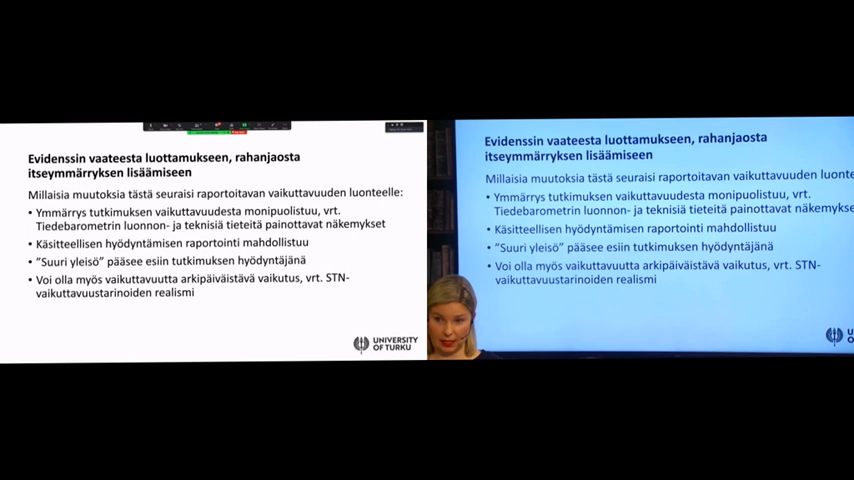 Evidenssin vaateesta luottamukseen, rahanjaosta
itseymmärryksen lisäämiseen
Millaisia muutoksia tästä seuraisi raportoitavan vaikuttavuuden luonteelle:
• Ymmärrys tutkimuksen vaikuttavuudesta monipuolistuu, vrt.
Tiedebarometrin luonnon- ja teknisiä tieteitä painottavat näkemykset
• Käsitteellisen hyödyntämisen raportointi mahdollistuu
• ”Suuri yleisö” pääsee esiin tutkimuksen hyödyntäjänä
• Voi olla myös vaikuttavuutta arkipäiväistävä vaikutus, vrt. STN-
vaikuttavuustarinoiden realismi
UNIVERSITY
OF TURKU
Evidenssin vaateesta luottamukseen, rahanjaosta
itseymmärryksen lisäämiseen
Millaisia muutoksia tästä seuraisi raportoitavan vaikuttavuuden luonte
• Ymmärrys tutkimuksen vaikuttavuudesta monipuolistuu, vrt.
Tiedebarometrin luonnon- ja teknisiä tieteitä painottavat näkemykse
• Käsitteellisen hyödyntämisen raportointi mahdollistuu
• ”Suuri yleisö” pääsee esiin tutkimuksen hyödyntäjänä
• Voi olla myös vaikuttavuutta arkipäiväistävä vaikutus, vrt. STN-
vaikuttavuustarinoiden realismi
U
O